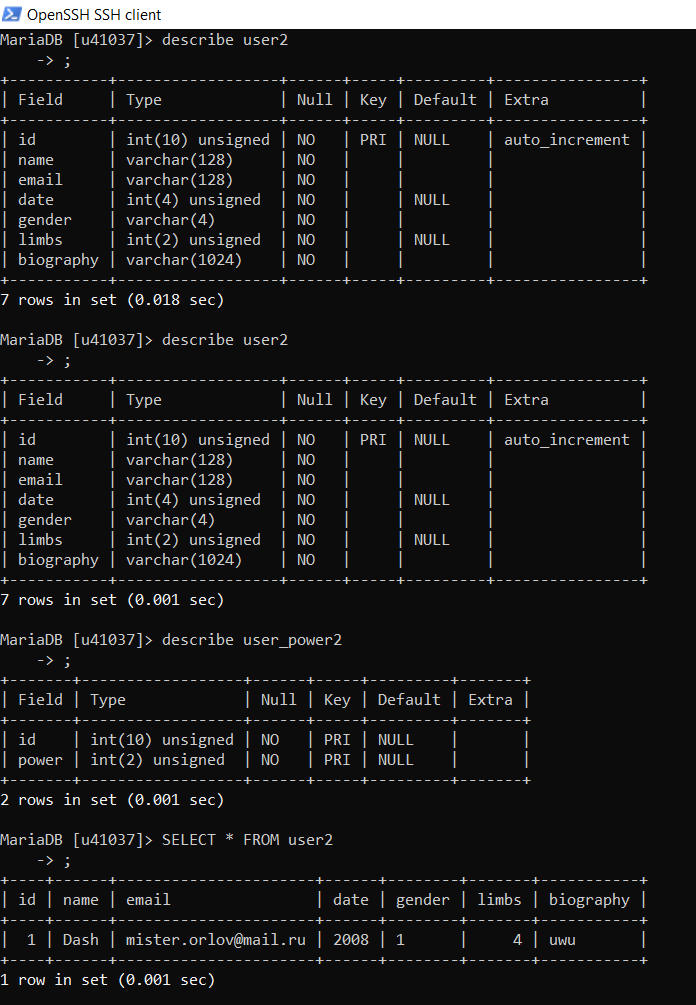 OpenSSH SSH client
MariaDB [u41037]> describe user2
    -> ;
+-----------+------------------+------+-----+---------+----------------+
| Field     | Type             | Null | Key | Default | Extra          |
+-----------+------------------+------+-----+---------+----------------+
| id        | int(10) unsigned | NO   | PRI | NULL    | auto_increment |
| name      | varchar(128)     | NO   |     |         |                |
| email     | varchar(128)     | NO   |     |         |                |
| date      | int(4) unsigned  | NO   |     | NULL    |                |
| gender    | varchar(4)       | NO   |     |         |                |
| limbs     | int(2) unsigned  | NO   |     | NULL    |                |
| biography | varchar(1024)    | NO   |     |         |                |
+-----------+------------------+------+-----+---------+----------------+
7 rows in set (0.018 sec)
MariaDB [u41037]> describe user2
    -> ;
+-----------+------------------+------+-----+---------+----------------+
| Field     | Type             | Null | Key | Default | Extra          |
+-----------+------------------+------+-----+---------+----------------+
| id        | int(10) unsigned | NO   | PRI | NULL    | auto_increment |
| name      | varchar(128)     | NO   |     |         |                |
| email     | varchar(128)     | NO   |     |         |                |
| date      | int(4) unsigned  | NO   |     | NULL    |                |
| gender    | varchar(4)       | NO   |     |         |                |
| limbs     | int(2) unsigned  | NO   |     | NULL    |                |
| biography | varchar(1024)    | NO   |     |         |                |
+-----------+------------------+------+-----+---------+----------------+
7 rows in set (0.001 sec)
MariaDB [u41037]> describe user_power2
    -> ;
+-------+------------------+------+-----+---------+-------+
| Field | Type             | Null | Key | Default | Extra |
+-------+------------------+------+-----+---------+-------+
| id    | int(10) unsigned | NO   | PRI | NULL    |       |
| power | int(2) unsigned  | NO   | PRI | NULL    |       |
+-------+------------------+------+-----+---------+-------+
2 rows in set (0.001 sec)
MariaDB [u41037]> SELECT * FROM user2
    -> ;
+----+------+----------------------+------+--------+-------+-----------+
| id | name | email                | date | gender | limbs | biography |
+----+------+----------------------+------+--------+-------+-----------+
|  1 | Dash | mister.orlov@mail.ru | 2008 | 1      |     4 | uwu       |
+----+------+----------------------+------+--------+-------+-----------+
1 row in set (0.001 sec)